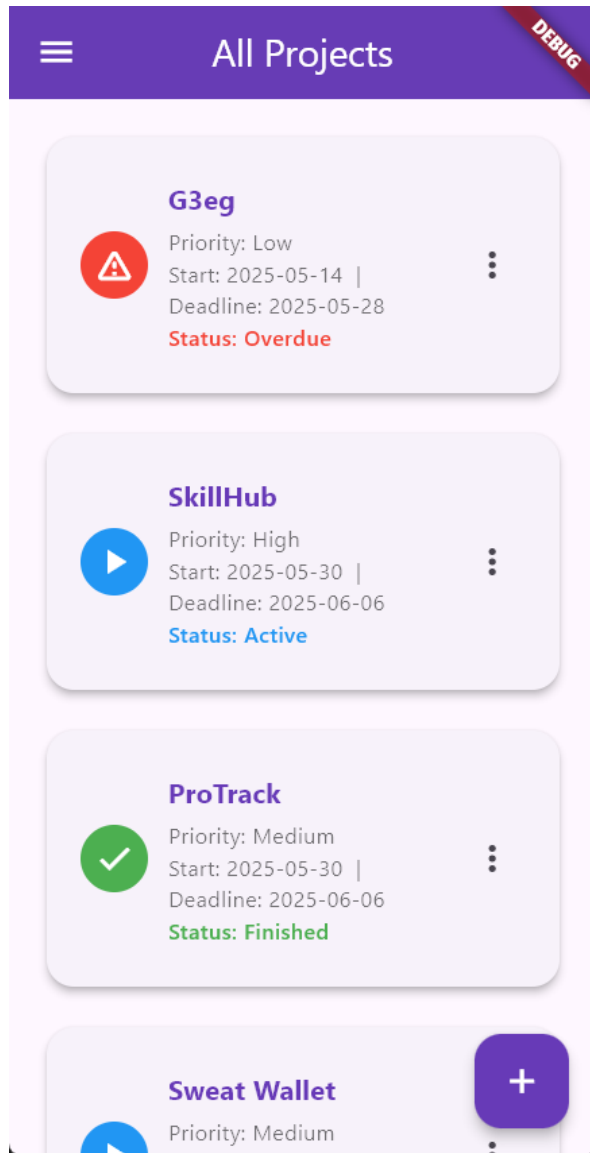 All Projects
DEBUG
G3eg
Priority: Low
Start: 2025-05-14 |
Deadline: 2025-05-28
Status: Overdue
SkillHub
Priority: High
Start: 2025-05-30 |
Deadline: 2025-06-06
Status: Active
ProTrack
Priority: Medium
Start: 2025-05-30 |
Deadline: 2025-06-06
Status: Finished
Sweat Wallet
Priority: Medium